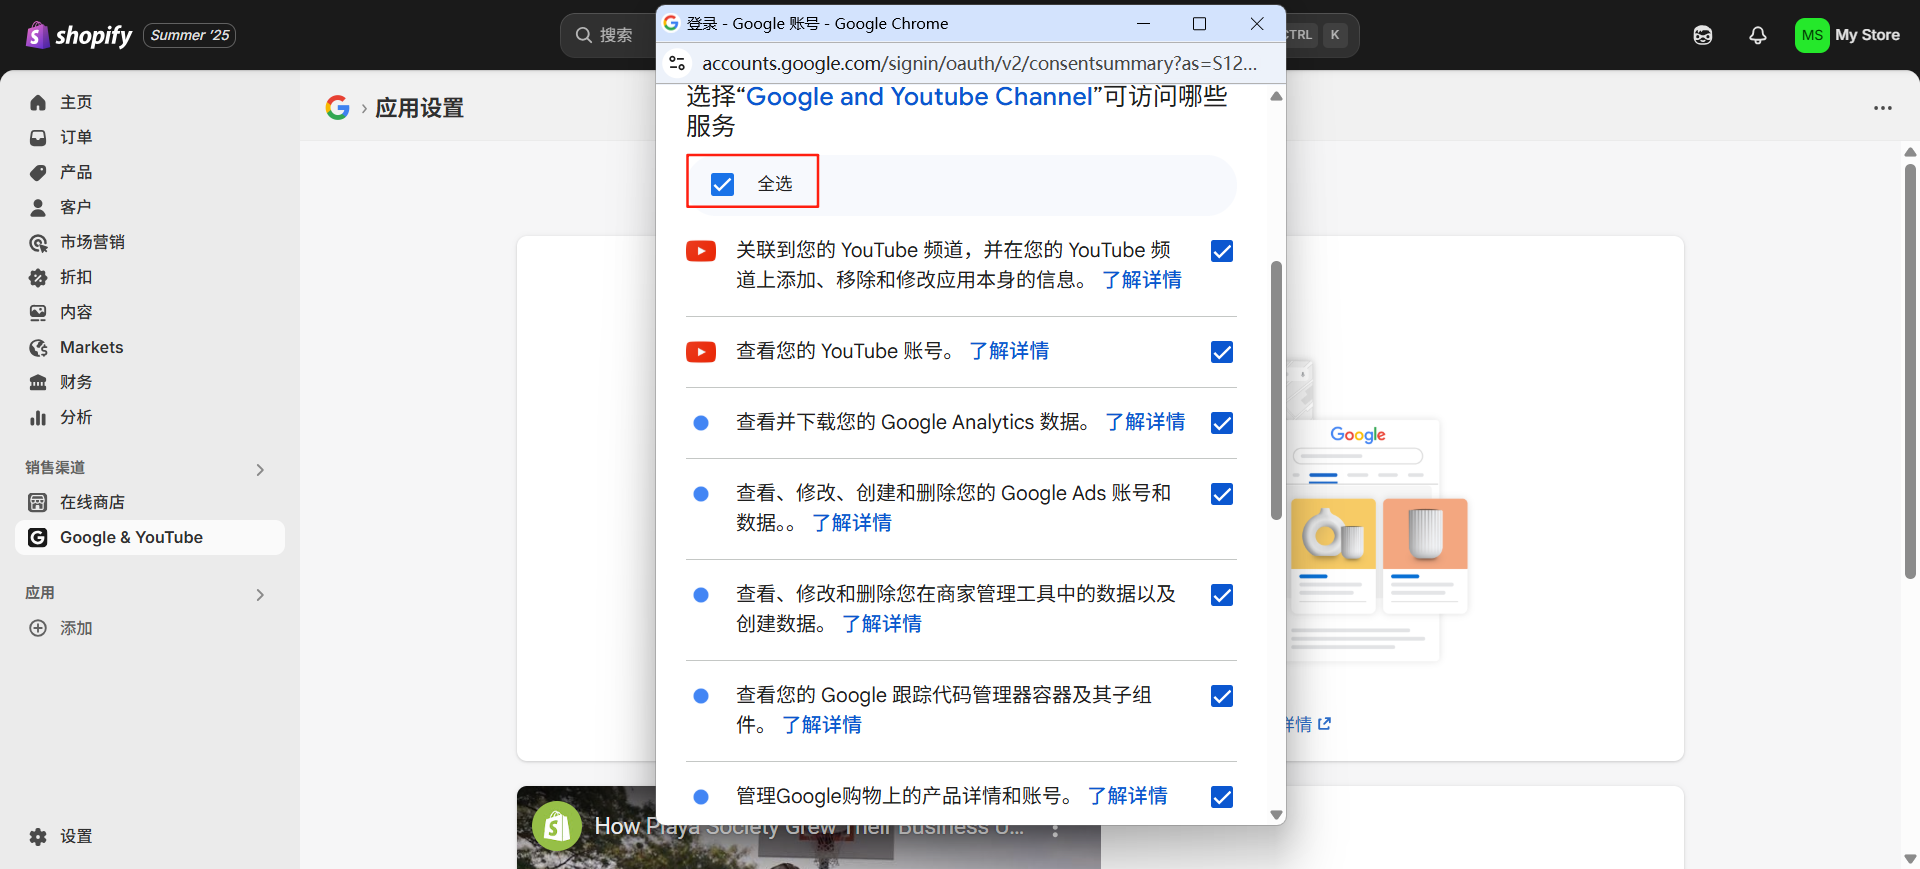 shopify
Summer '25
搜索
CTRL
K
MS
My Store
登录 - Google 账号 - Google Chrome
accounts.google.com/signin/oauth/v2/consentsummary?as=S12...
主页
订单
产品
客户
市场营销
折扣
内容
Markets
财务
分析
销售渠道
在线商店
Google & YouTube
应用
添加
设置
应用设置
选择“Google and Youtube Channel”可访问哪些
服务
全选
关联到您的 YouTube 频道，并在您的 YouTube 频
道上添加、移除和修改应用本身的信息。 了解详情
查看您的 YouTube 账号。 了解详情
查看并下载您的 Google Analytics 数据。 了解详情
查看、修改、创建和删除您的 Google Ads 账号和
数据。。 了解详情
查看、修改和删除您在商家管理工具中的数据以及
创建数据。 了解详情
查看您的 Google 跟踪代码管理器容器及其子组
件。 了解详情
管理Google购物上的产品详情和账号。 了解详情
Google
详情
How Playa Society Grew Their Business U...